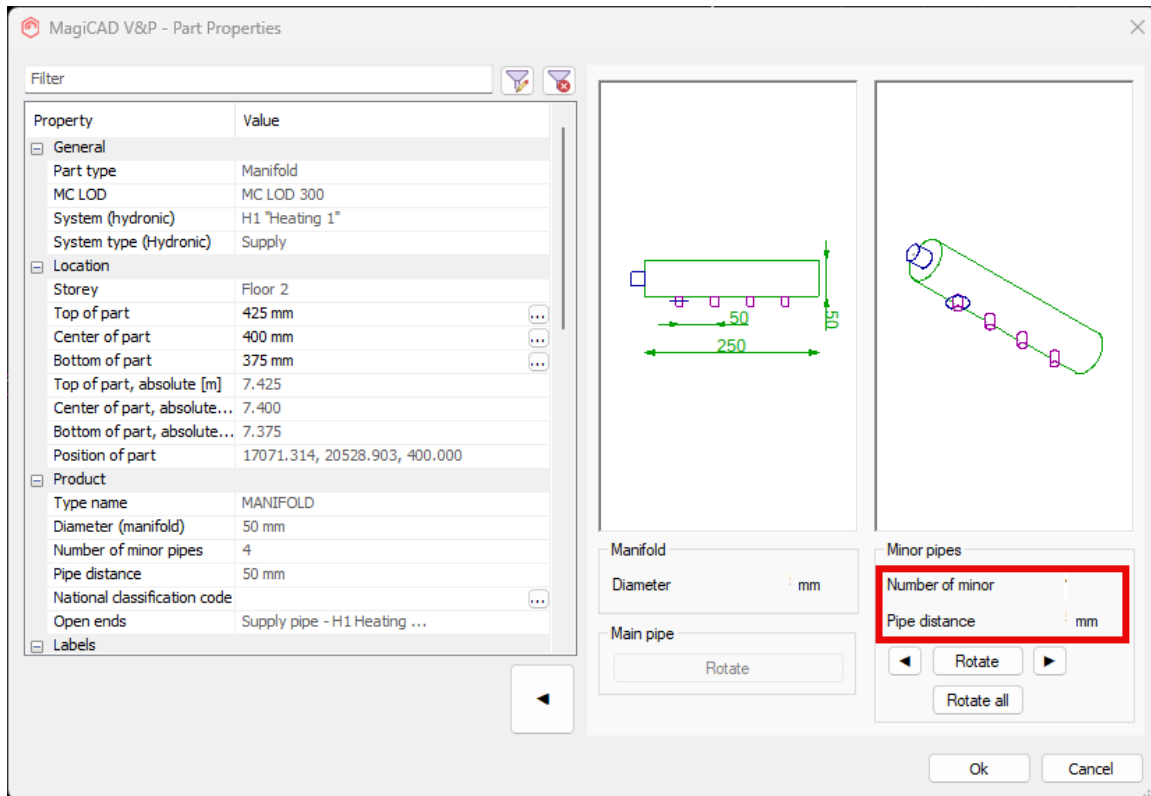 MagiCAD V&P - Part Properties
Filter
Property Value
General
Part type Manifold
MC LOD MC LOD 300
System (hydronic) H1 "Heating 1"
System type (Hydronic) Supply
Location
Storey Floor 2
Top of part 425 mm ...
Center of part 400 mm ...
Bottom of part 375 mm ...
Top of part, absolute [m] 7.425
Center of part, absolute... 7.400
Bottom of part, absolute... 7.375
Position of part 17071.314, 20528.903, 400.000
Product
Type name MANIFOLD
Diameter (manifold) 50 mm
Number of minor pipes 4
Pipe distance 50 mm
National classification code ...
Open ends Supply pipe - H1 Heating ...
Labels
50
50
250
Manifold
Diameter mm
Main pipe
Rotate
Minor pipes
Number of minor
Pipe distance mm
Rotate
Rotate all
Ok Cancel